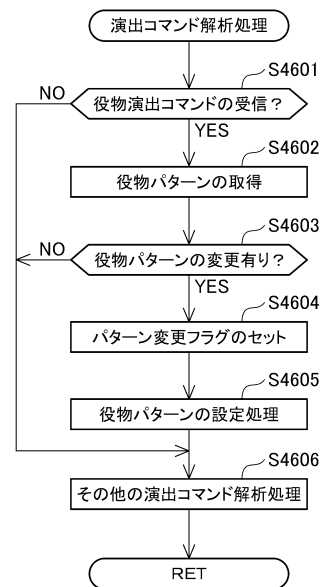 演出コマンド解析処理
S4601
NO
役物演出コマンドの受信？
YES
S4602
役物パターンの取得
S4603
NO
役物パターンの変更有り？
YES
S4604
パターン変更フラグのセット
S4605
役物パターンの設定処理
S4606
その他の演出コマンド解析処理
RET